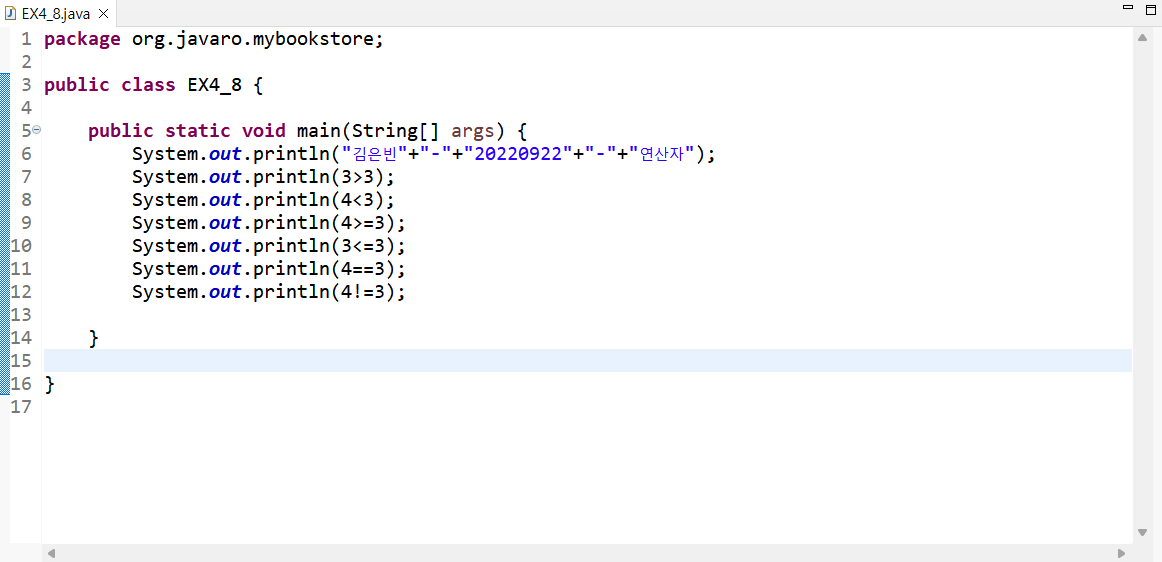 EX4_8.java
1 package org.javaro.mybookstore;
2
3 public class EX4_8 {
4
5     public static void main(String[] args) {
6         System.out.println("김은빈"+"-"+"20220922"+"-"+"연산자");
7         System.out.println(3>3);
8         System.out.println(4<3);
9         System.out.println(4>=3);
10         System.out.println(3<=3);
11         System.out.println(4==3);
12         System.out.println(4!=3);
13
14     }
15
16 }
17